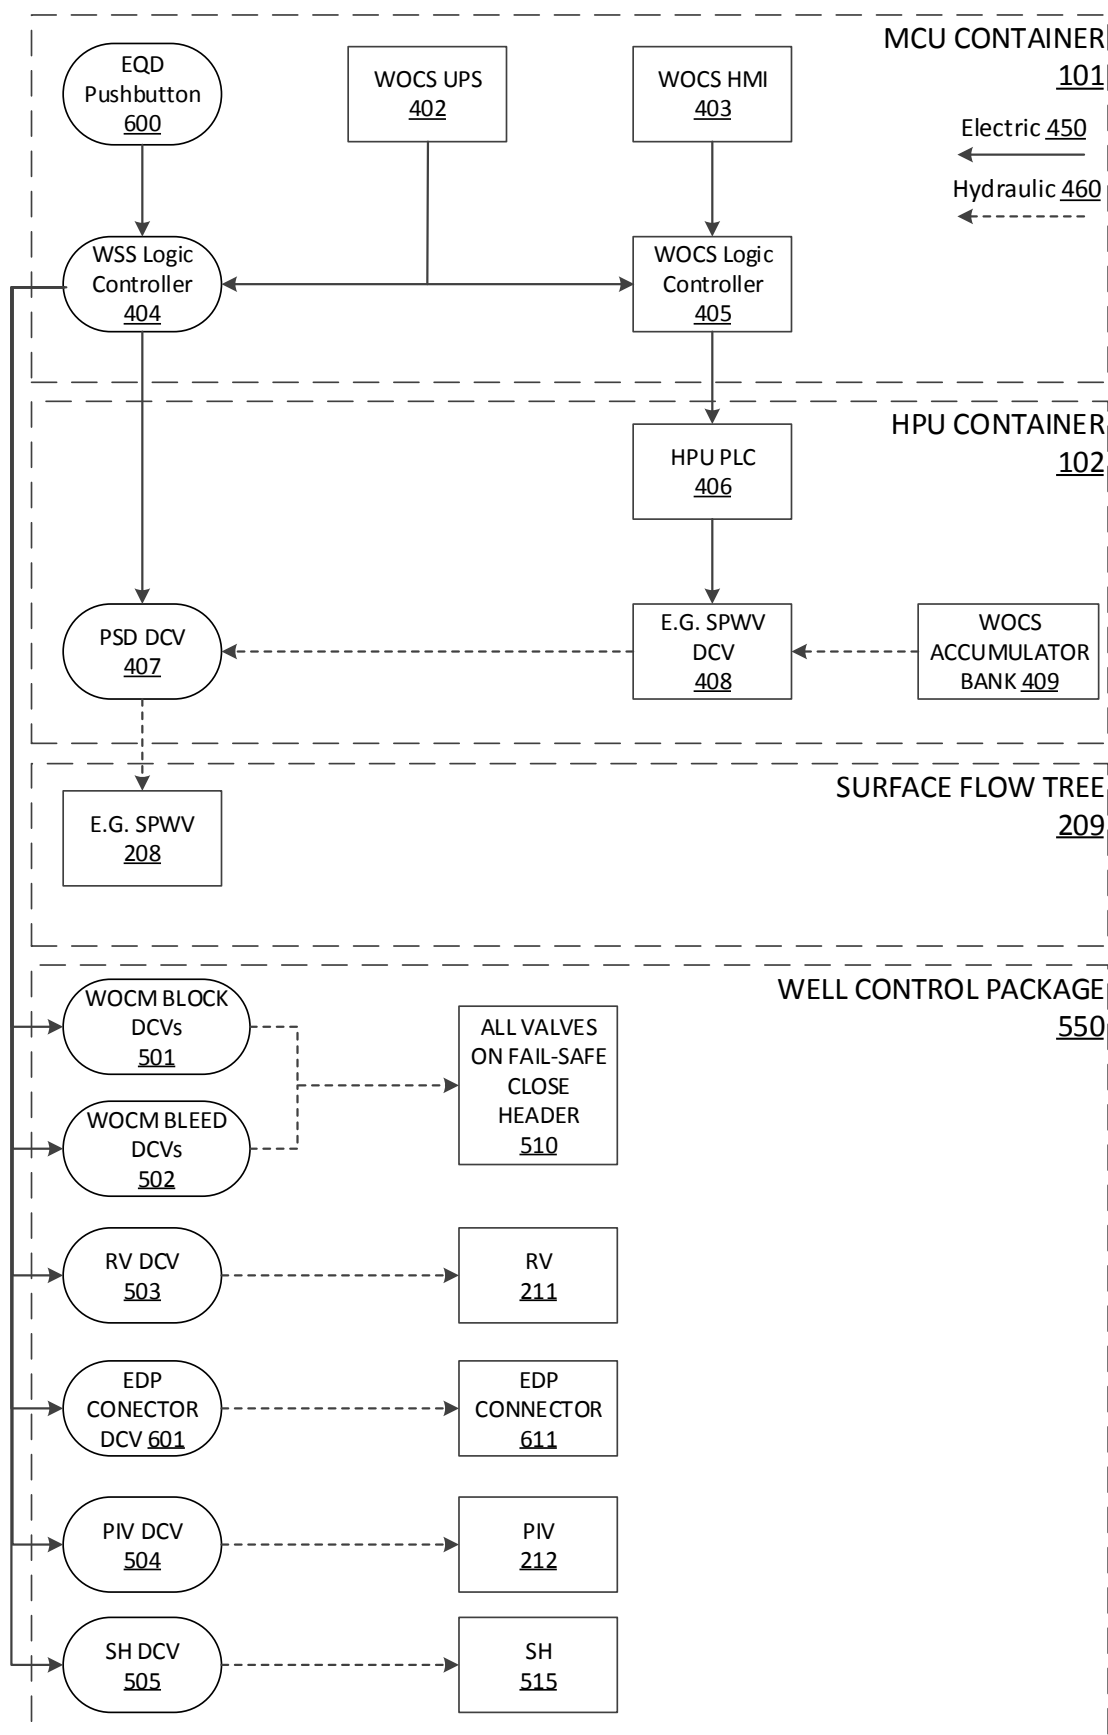 MCU CONTAINER
101
EQD
Pushbutton
600
WOCS UPS
402
WOCS HMI
403
Electric 450
Hydraulic 460
WSS Logic
Controller
404
WOCS Logic
Controller
405
HPU CONTAINER
102
HPU PLC
406
PSD DCV
407
E.G. SPWV
DCV
408
WOCS
ACCUMULATOR
BANK 409
SURFACE FLOW TREE
209
E.G. SPWV
208
WELL CONTROL PACKAGE
550
WOCM BLOCK
DCVs
501
ALL VALVES
ON FAIL-SAFE
CLOSE
HEADER
510
WOCM BLEED
DCVs
502
RV DCV
503
RV
211
EDP
CONECTOR
DCV 601
EDP
CONNECTOR
611
PIV DCV
504
PIV
212
SH DCV
505
SH
515